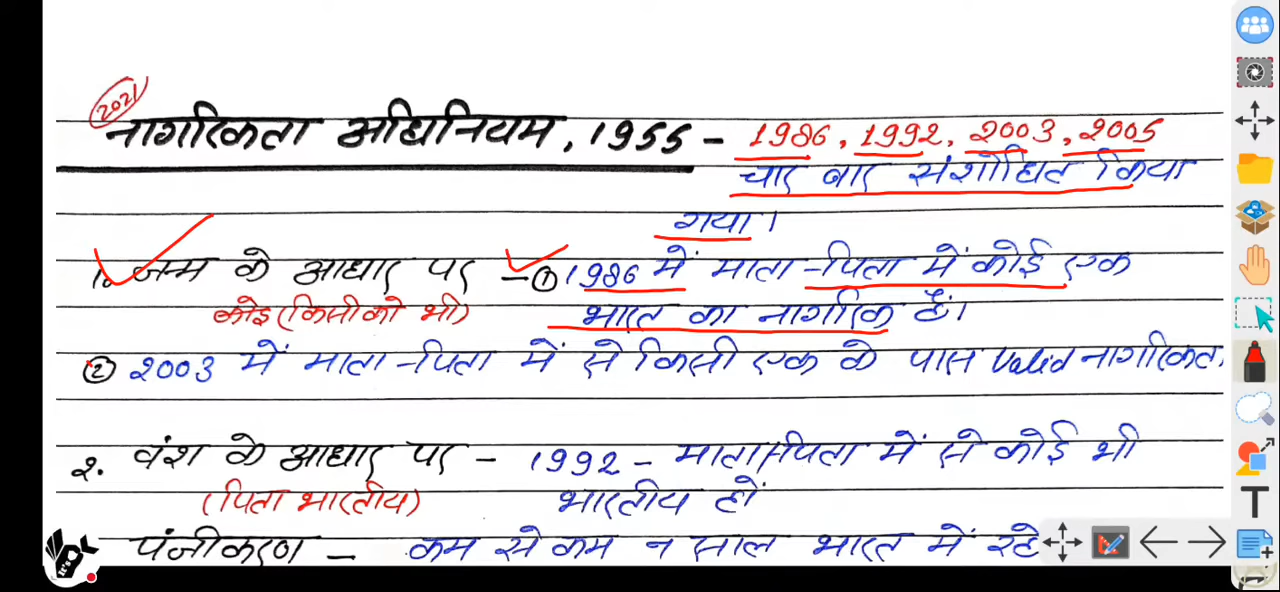 2021
नागरिकता अधिनियम, 1955 - 1986, 1992, 2003, 2005
चार बार संशोधित किया
गया।
1. जन्म के आधार पर - ① 1986 में माता-पिता में कोई एक
कोई (किसी को भी) भारत का नागरिक हैं।
② 2003 में माता-पिता में से किसी एक के पास Valid नागरिकता
2. वंश के आधार पर - 1992 - माता/पिता में से कोई भी
(पिता भारतीय) भारतीय हों
पंजीकरण - कम से कम साल भारत में रहे
T